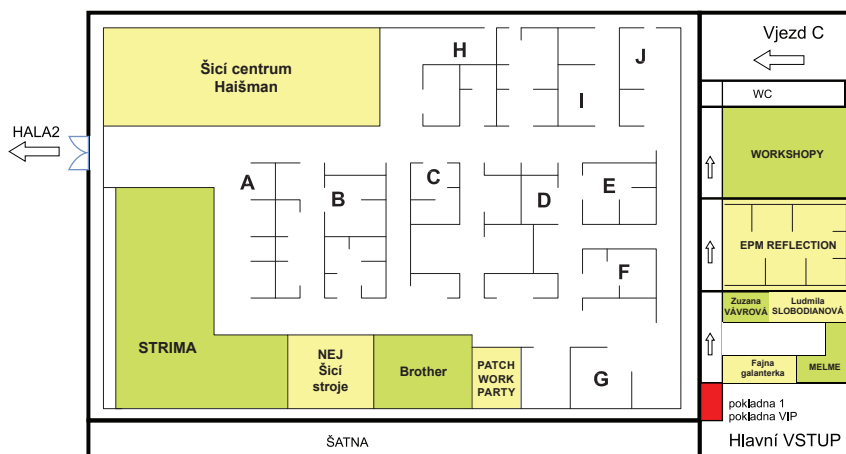 Vjezd C
H
J
Šicí centrum
Haišman
I
WC
HALA2
WORKSHOPY
A
B
C
D
E
EPM REFLECTION
F
Zuzana
VÁVROVÁ
Ludmila
SLOBODIANOVÁ
STRIMA
NEJ
Šicí
stroje
Brother
PATCH
WORK
PARTY
G
Fajna
galanterka
MELME
pokladna 1
pokladna VIP
ŠATNA
Hlavní VSTUP